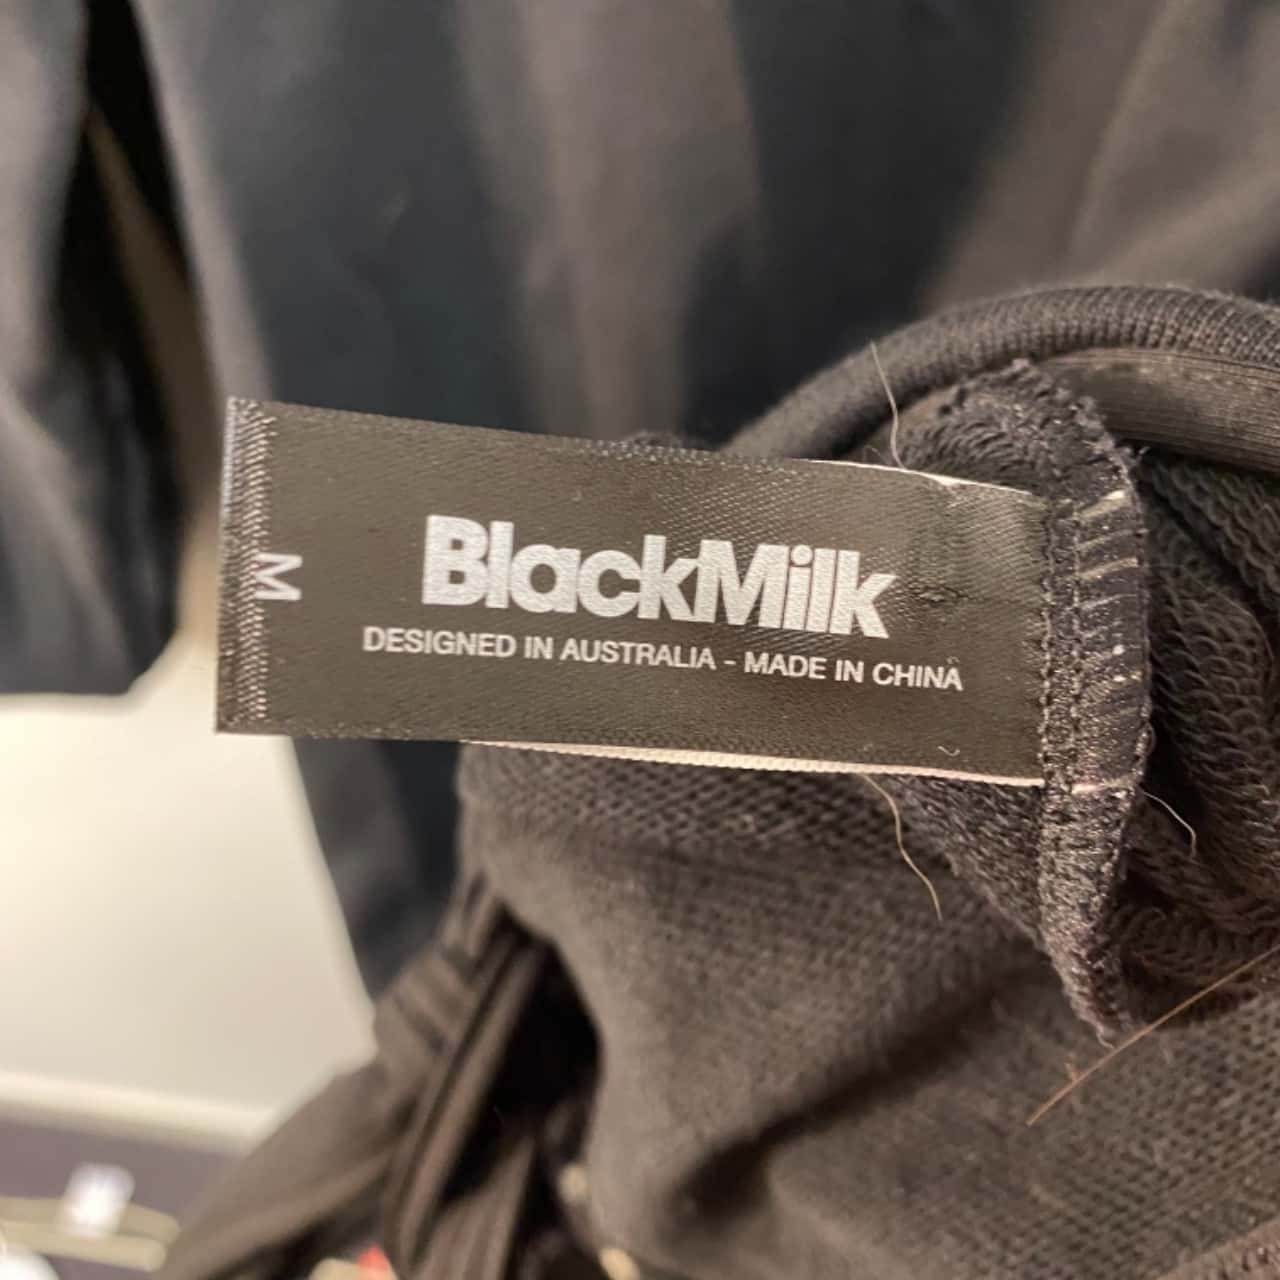 BlackMilk
DESIGNED IN AUSTRALIA - MADE IN CHINA
M